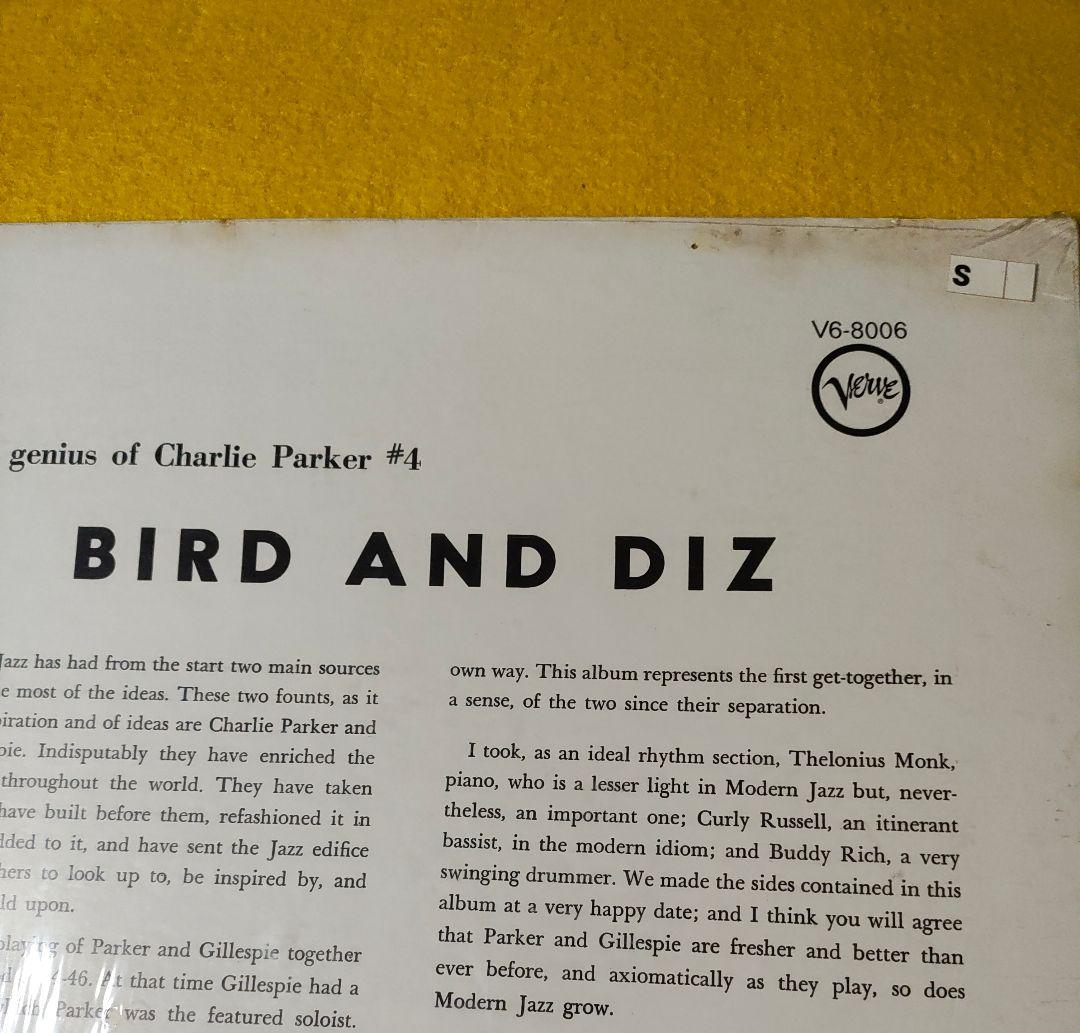 S
V6-8006
Verve
genius of Charlie Parker #4
BIRD AND DIZ
Jazz has had from the start two main sources
most of the ideas. These two founts, as it
and of ideas are Charlie Parker and
Indisputably they have enriched the
throughout the world. They have taken
have built before them, refashioned it in
to it, and have sent the Jazz edifice
to look up to, be inspired by, and
upon.
playing of Parker and Gillespie together
-46. At that time Gillespie had a
Parker was the featured soloist.
own way. This album represents the first get-together, in
a sense, of the two since their separation.
I took, as an ideal rhythm section, Thelonius Monk,
piano, who is a lesser light in Modern Jazz but, never-
theless, an important one; Curly Russell, an itinerant
bassist, in the modern idiom; and Buddy Rich, a very
swinging drummer. We made the sides contained in this
album at a very happy date; and I think you will agree
that Parker and Gillespie are fresher and better than
ever before, and axiomatically as they play, so does
Modern Jazz grow.